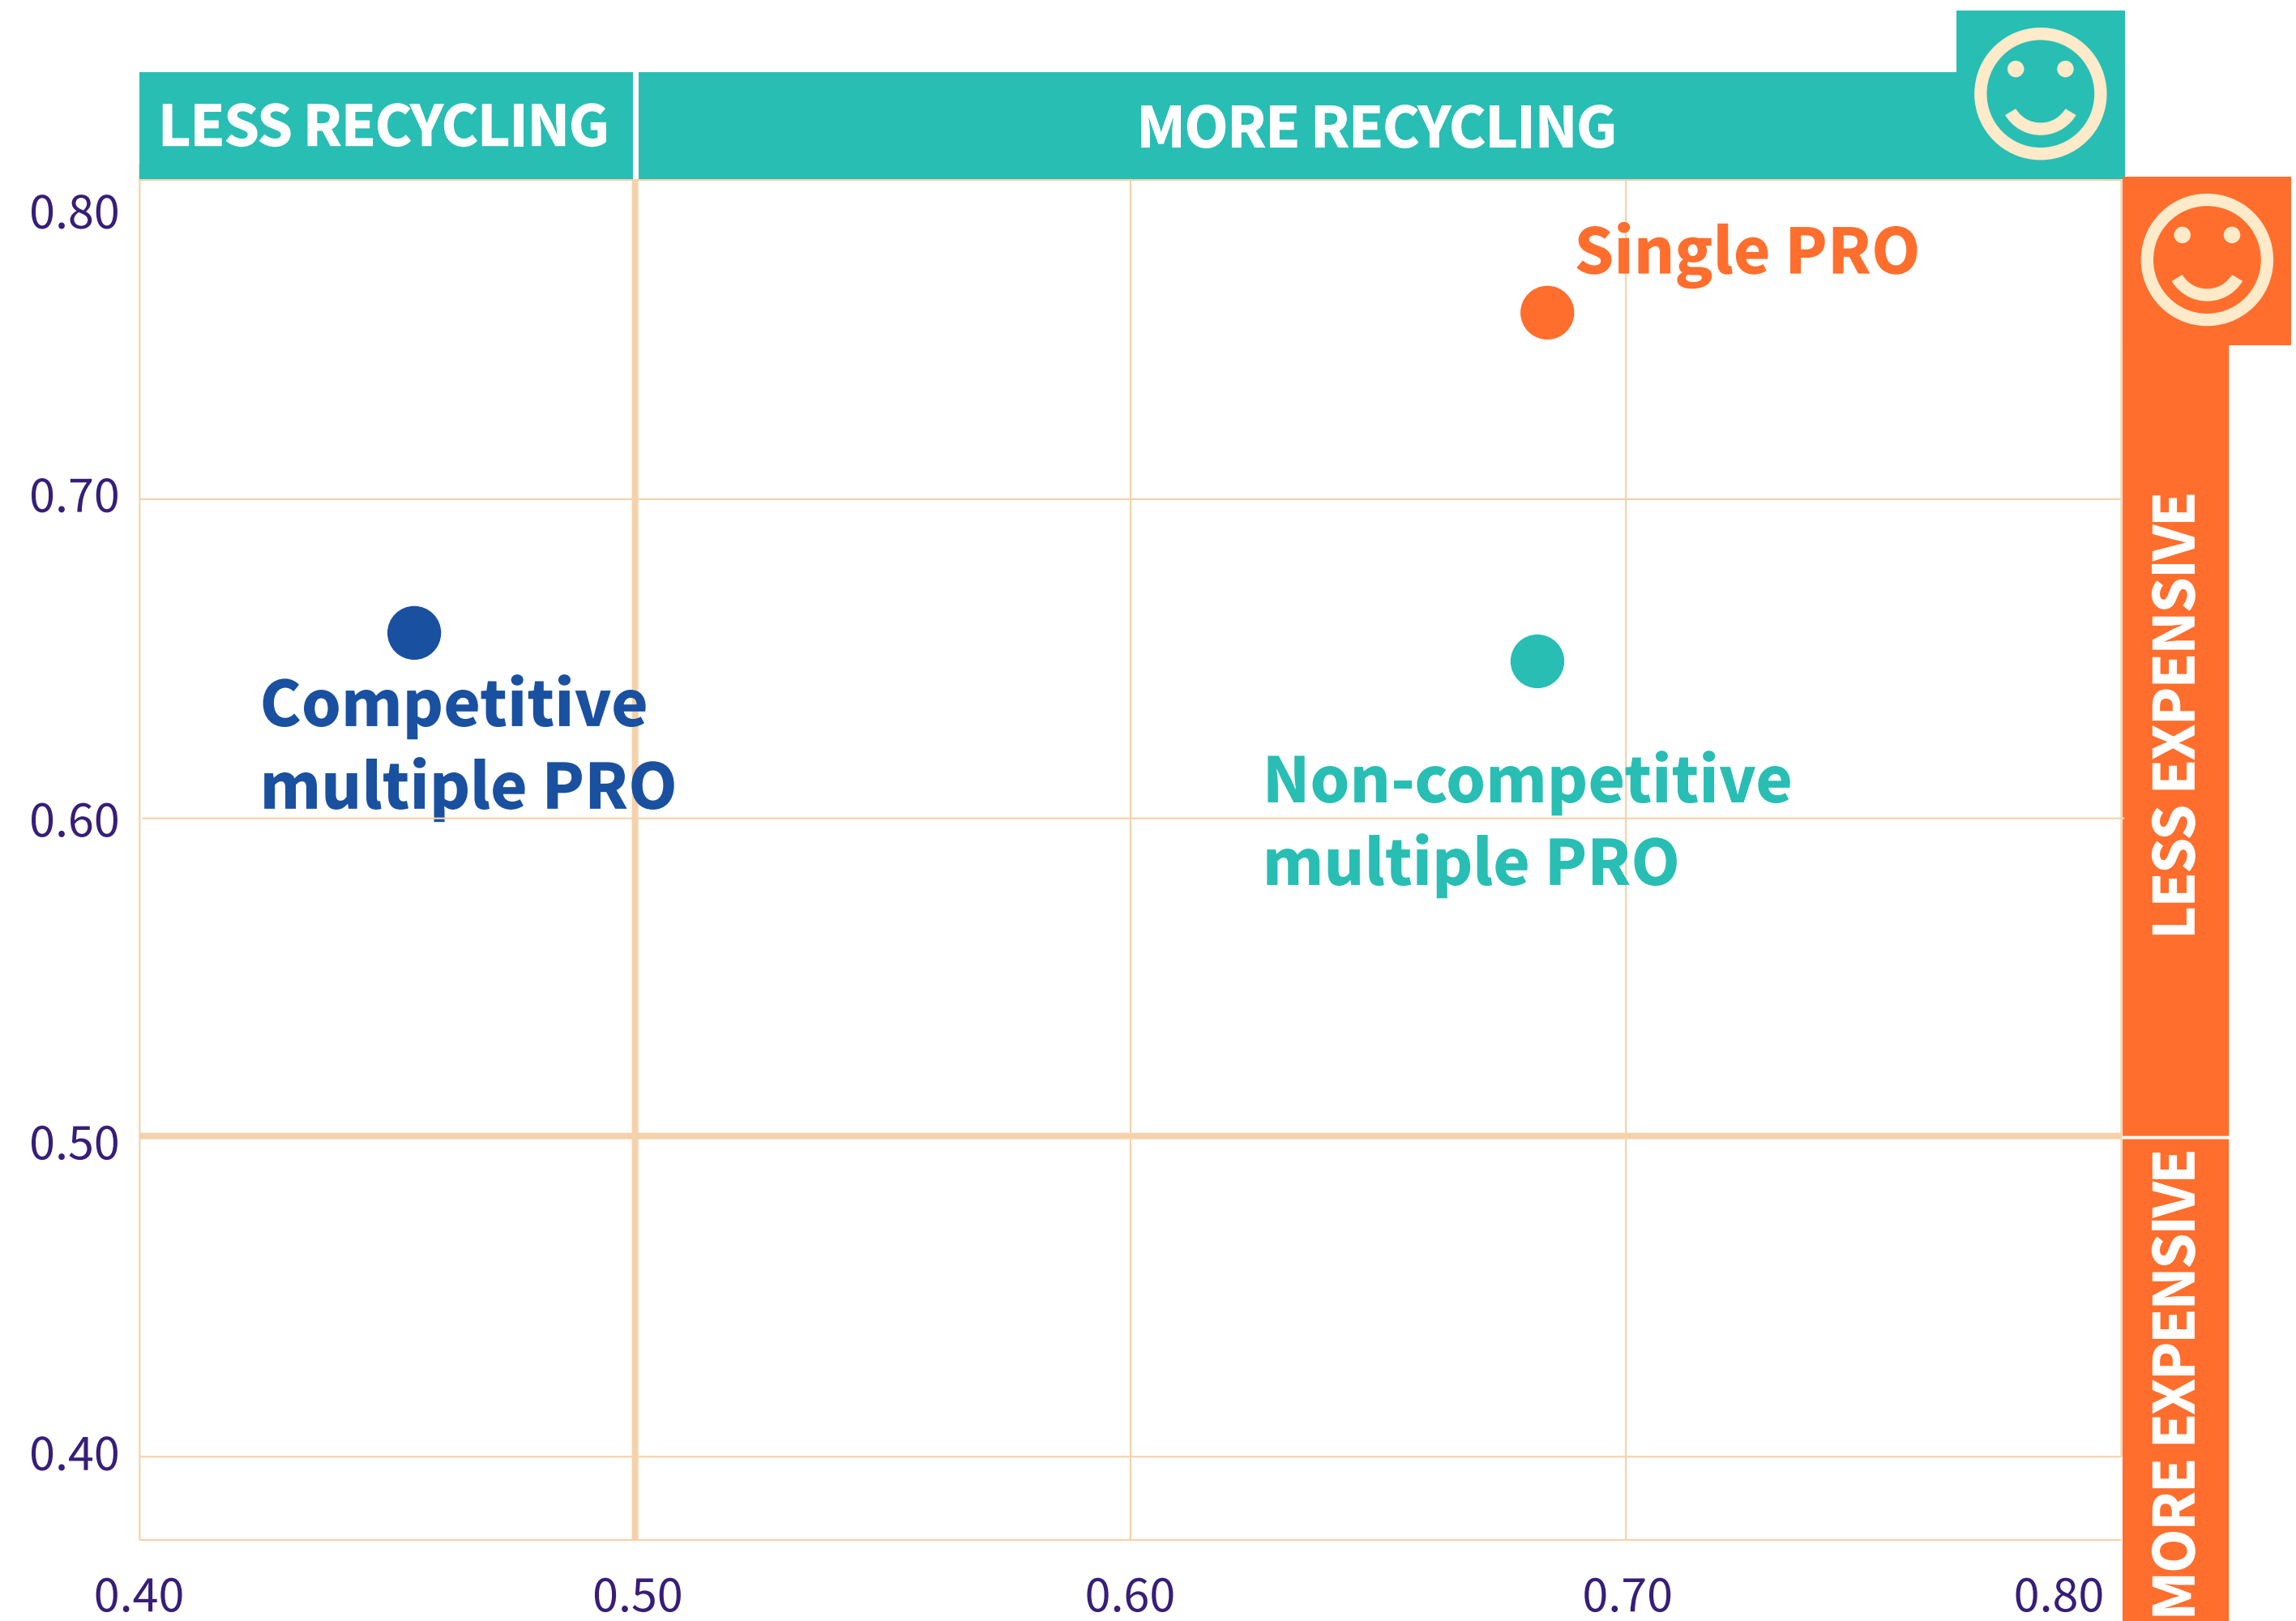 LESS RECYCLING
MORE RECYCLING
0.80
Single PRO
0.70
LESS EXPENSIVE
Competitive
multiple PRO
Non-competitive
multiple PRO
0.60
0.50
MORE EXPENSIVE
0.40
0.40
0.50
0.60
0.70
0.80